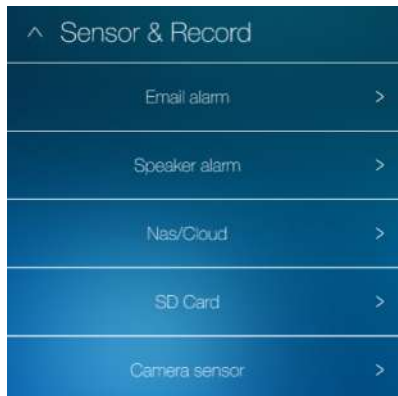 Sensor & Record
Email alarm
Speaker alarm
Nas/Cloud
SD Card
Camera sensor